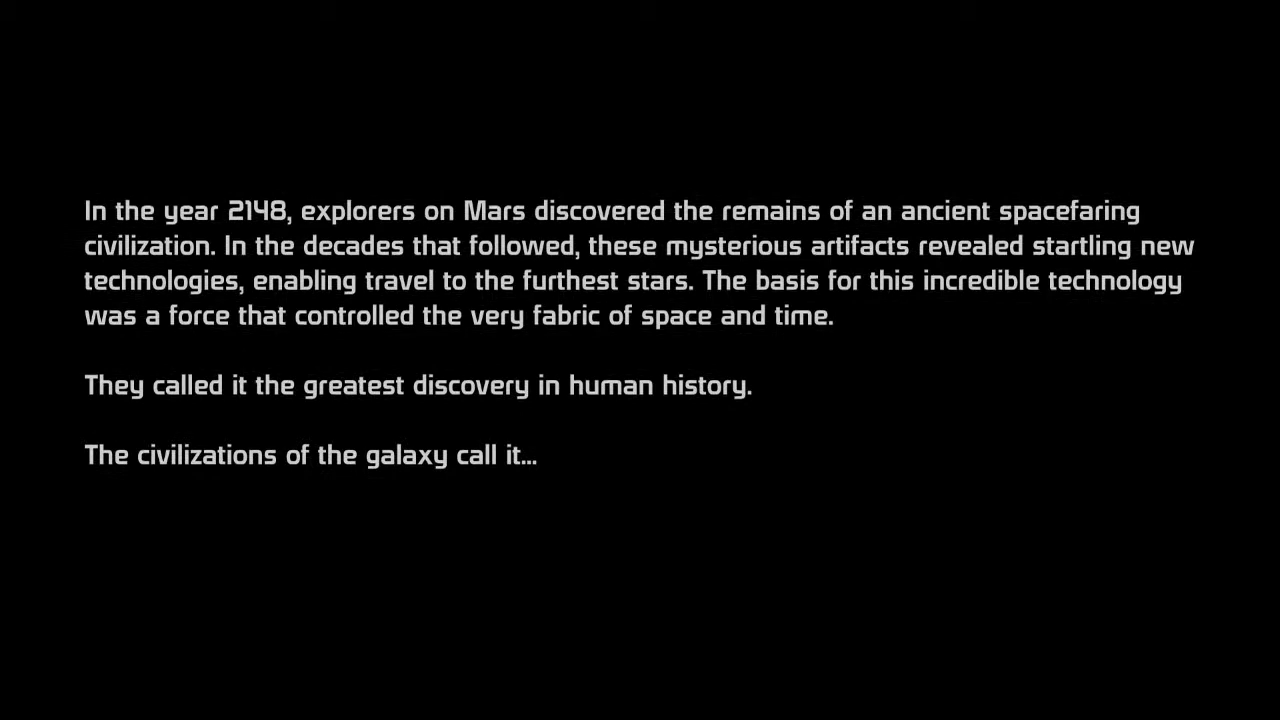 In the year 2148, explorers on Mars discovered the remains of an ancient spacefaring
civilization. In the decades that followed, these mysterious artifacts revealed startling new
technologies, enabling travel to the furthest stars. The basis for this incredible technology
was a force that controlled the very fabric of space and time.
They called it the greatest discovery in human history.
The civilizations of the galaxy call it...